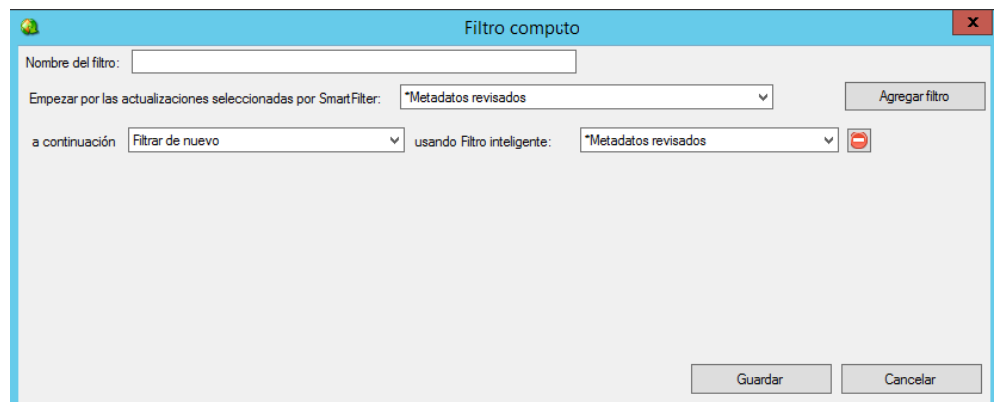 Filtro computo
x
Nombre del filtro:
Empezar por las actualizaciones seleccionadas por SmartFilter: *Metadatos revisados Agregar filtro
a continuación Filtrar de nuevo usando Filtro inteligente: *Metadatos revisados
Guardar Cancelar